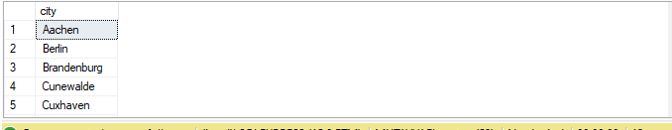 city
1 Aachen
2 Berlin
3 Brandenburg
4 Cunewalde
5 Cuxhaven